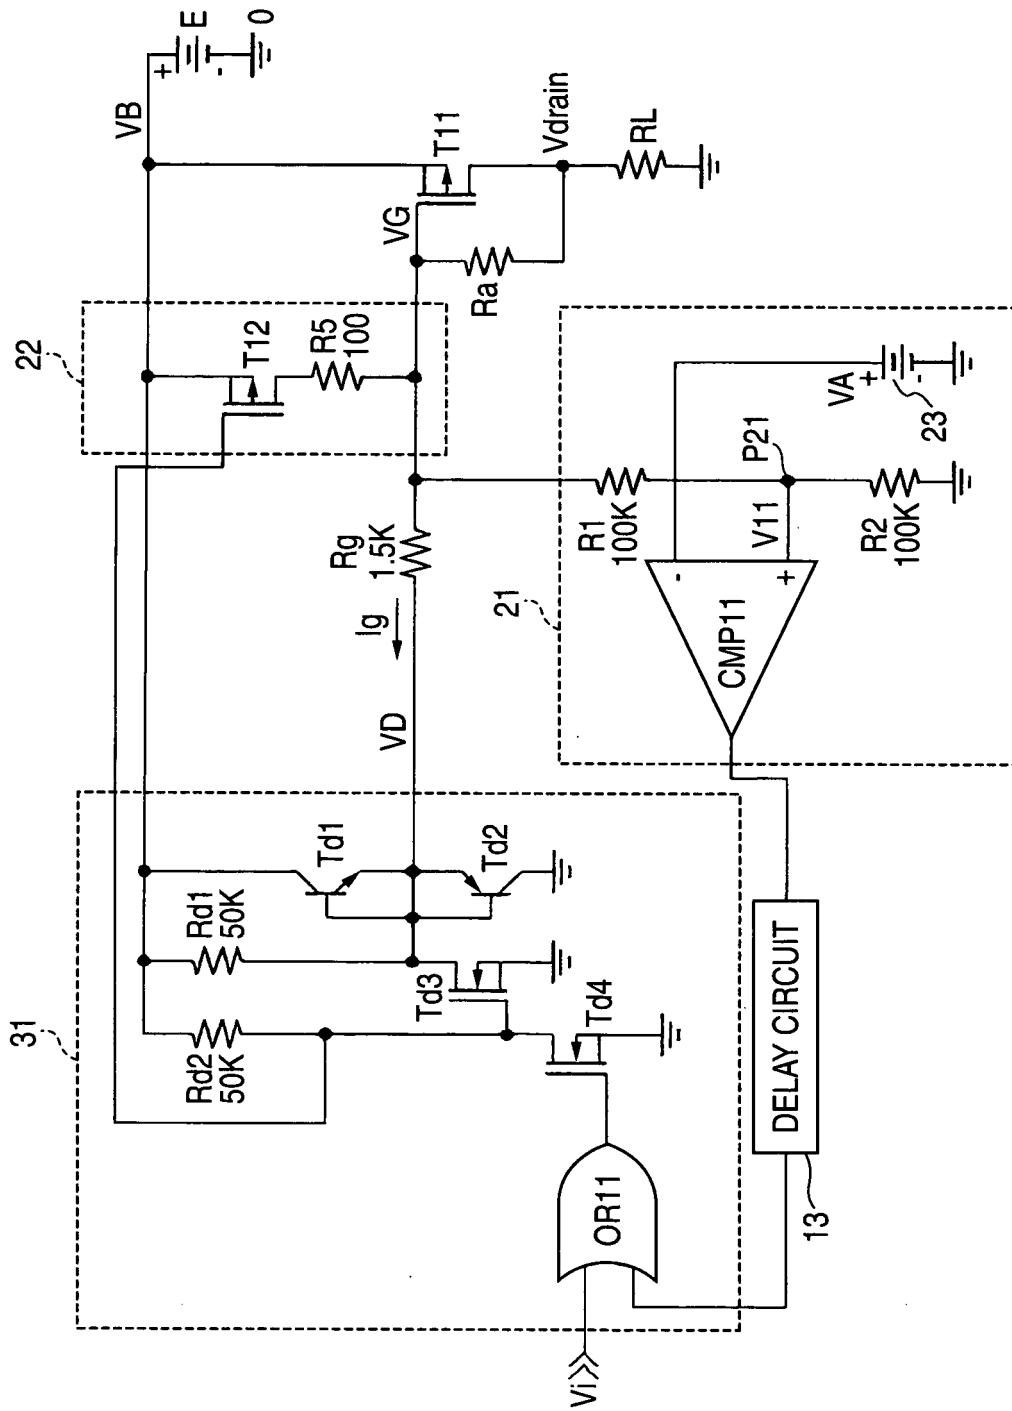 VB
+
E
-
0
22
T12
R5
100
VG
T11
Vdrain
RL
Ra
31
Rd2
50K
Rd1
50K
Td1
Td2
Td3
Td4
VD
Ig
Rg
1.5K
21
R1
100K
P21
V11
R2
100K
VA
+
-
23
-
+
CMP11
Vi
OR11
13
DELAY CIRCUIT